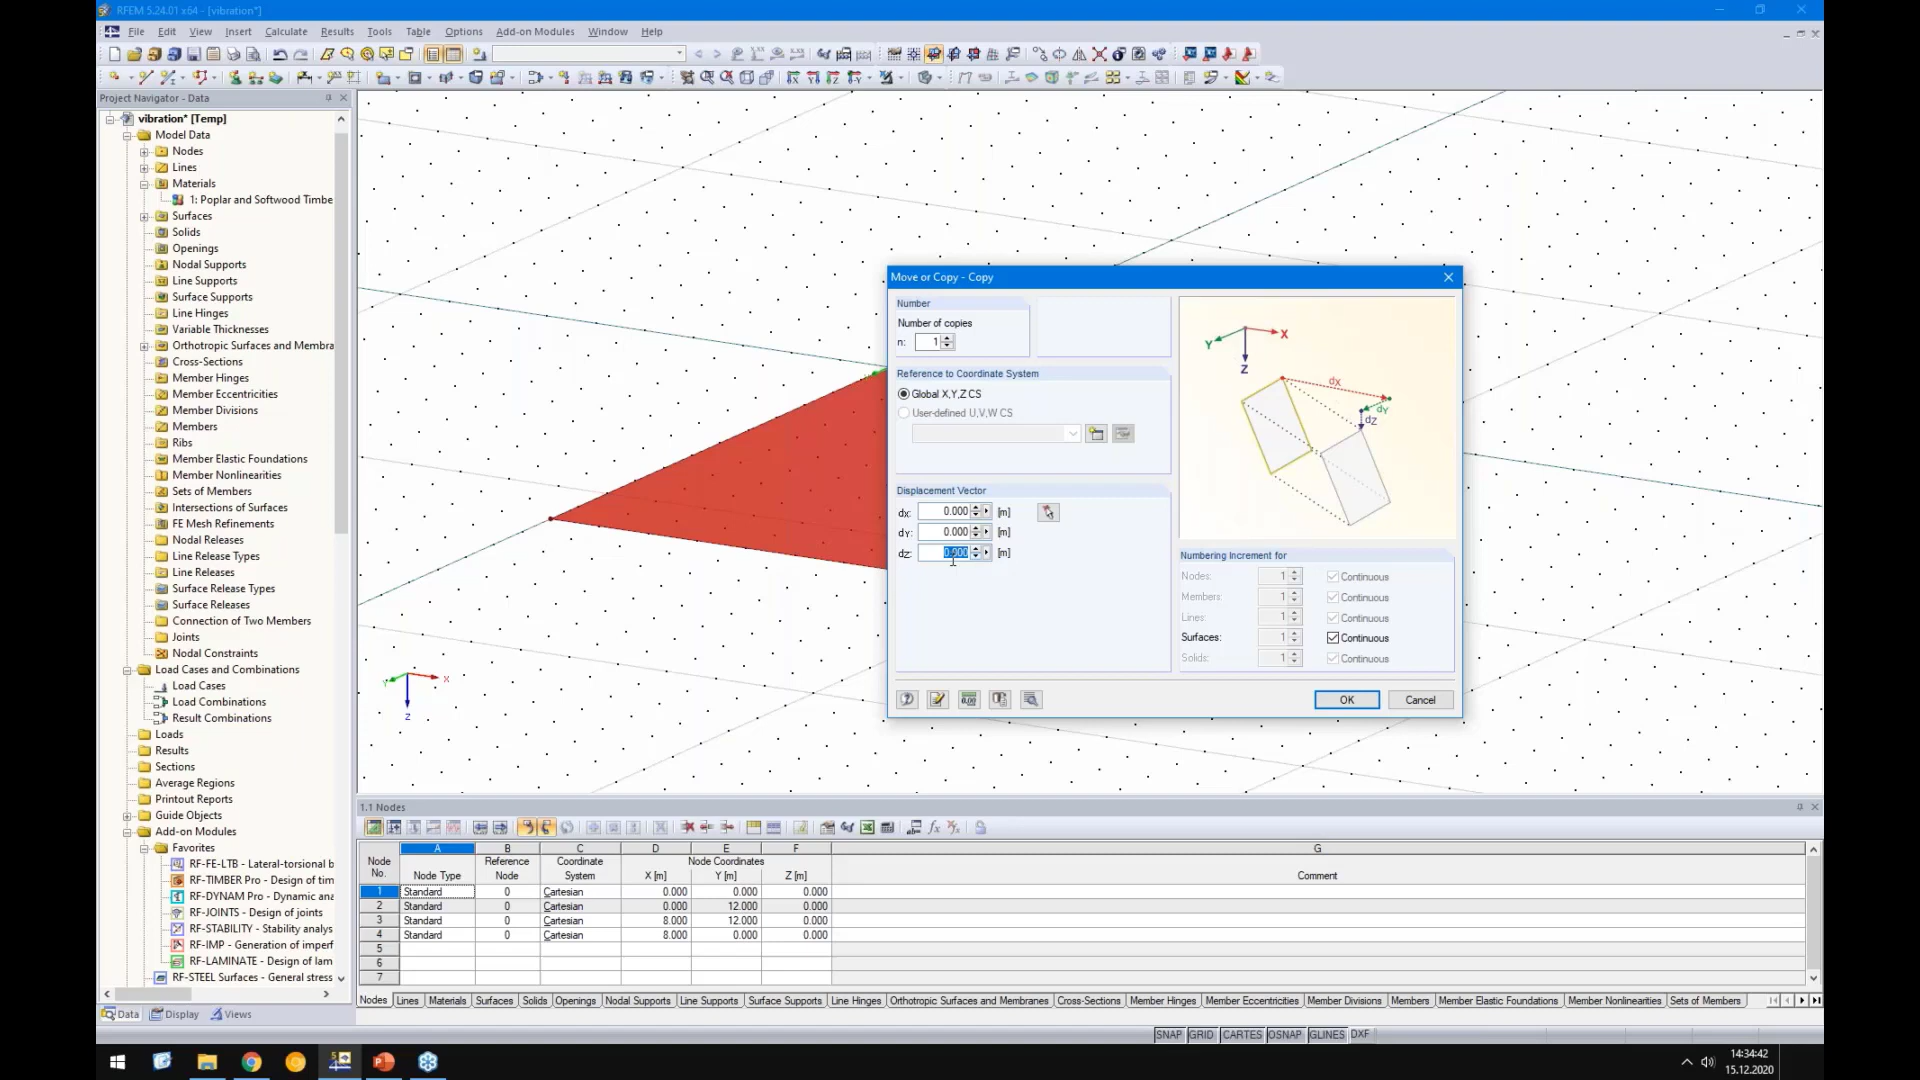 RFEM 5.24.01 x64 - [vibration*]
File Edit View Insert Calculate Results Tools Table Options Add-on Modules Window Help
Project Navigator - Data
vibration* [Temp]
Model Data
Nodes
Lines
Materials
1: Poplar and Softwood Timbe
Surfaces
Solids
Openings
Nodal Supports
Line Supports
Surface Supports
Line Hinges
Variable Thicknesses
Orthotropic Surfaces and Membra
Cross-Sections
Member Hinges
Member Eccentricities
Member Divisions
Members
Ribs
Member Elastic Foundations
Member Nonlinearities
Sets of Members
Intersections of Surfaces
FE Mesh Refinements
Nodal Releases
Line Release Types
Line Releases
Surface Release Types
Surface Releases
Connection of Two Members
Joints
Nodal Constraints
Load Cases and Combinations
Load Cases
Load Combinations
Result Combinations
Loads
Results
Sections
Average Regions
Printout Reports
Guide Objects
Add-on Modules
Favorites
RF-FE-LTB - Lateral-torsional b
RF-TIMBER Pro - Design of tim
RF-DYNAM Pro - Dynamic ana
RF-JOINTS - Design of joints
RF-STABILITY - Stability analys
RF-IMP - Generation of imperf
RF-LAMINATE - Design of lam
RF-STEEL Surfaces - General stress
Data Display Views
Y X
Z
Move or Copy - Copy
Number
Number of copies
n: 1
Reference to Coordinate System
Global X,Y,Z CS
User-defined U,V,W CS
Displacement Vector
dX: 0.000 [m]
dY: 0.000 [m]
dZ: 0.000 [m]
X
Y
Z
dX
dY
dZ
Numbering Increment for
Nodes: 1 Continuous
Members: 1 Continuous
Lines: 1 Continuous
Surfaces: 1 Continuous
Solids: 1 Continuous
OK Cancel
1.1 Nodes
A B C D E F G
Node Reference Coordinate Node Coordinates
No. Node Type Node System X [m] Y [m] Z [m] Comment
1 Standard 0 Cartesian 0.000 0.000 0.000
2 Standard 0 Cartesian 0.000 12.000 0.000
3 Standard 0 Cartesian 8.000 12.000 0.000
4 Standard 0 Cartesian 8.000 0.000 0.000
5
6
7
Nodes Lines Materials Surfaces Solids Openings Nodal Supports Line Supports Surface Supports Line Hinges Orthotropic Surfaces and Membranes Cross-Sections Member Hinges Member Eccentricities Member Divisions Members Member Elastic Foundations Member Nonlinearities Sets of Members
SNAP GRID CARTES OSNAP GLINES DXF
14:34:42
15.12.2020